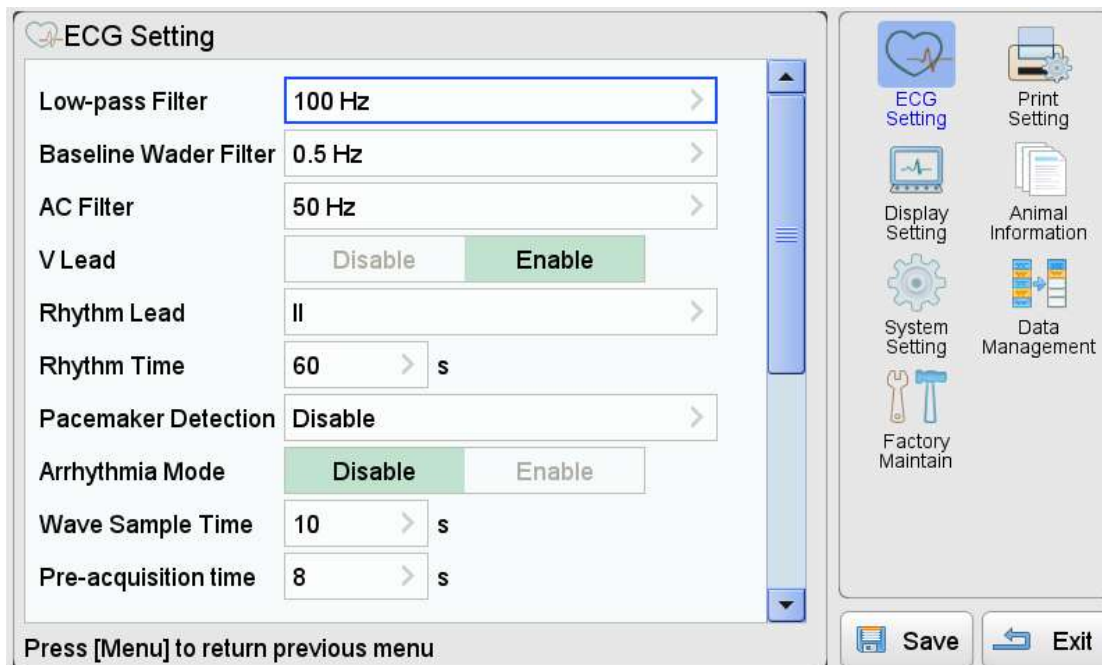 ECG Setting
Low-pass Filter 100 Hz
Baseline Wader Filter 0.5 Hz
AC Filter 50 Hz
V Lead Disable Enable
Rhythm Lead II
Rhythm Time 60 s
Pacemaker Detection Disable
Arrhythmia Mode Disable Enable
Wave Sample Time 10 s
Pre-acquisition time 8 s
Press [Menu] to return previous menu
ECG Setting
Print Setting
Display Setting
Animal Information
System Setting
Data Management
Factory Maintain
Save Exit